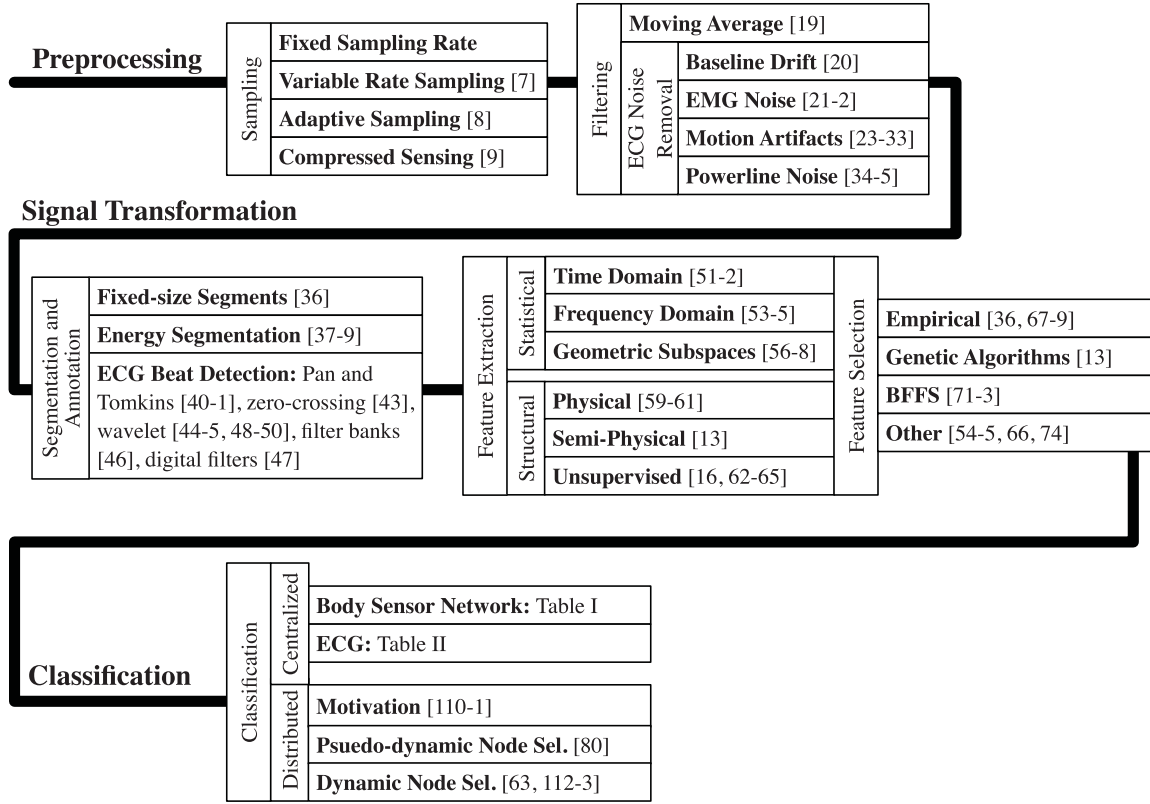 Preprocessing
Sampling
Fixed Sampling Rate
Variable Rate Sampling [7]
Adaptive Sampling [8]
Compressed Sensing [9]
Filtering
Moving Average [19]
ECG Noise
Removal
Baseline Drift [20]
EMG Noise [21-2]
Motion Artifacts [23-33]
Powerline Noise [34-5]
Signal Transformation
Segmentation and
Annotation
Fixed-size Segments [36]
Energy Segmentation [37-9]
ECG Beat Detection: Pan and
Tomkins [40-1], zero-crossing [43],
wavelet [44-5, 48-50], filter banks
[46], digital filters [47]
Feature Extraction
Statistical
Time Domain [51-2]
Frequency Domain [53-5]
Geometric Subspaces [56-8]
Structural
Physical [59-61]
Semi-Physical [13]
Unsupervised [16, 62-65]
Feature Selection
Empirical [36, 67-9]
Genetic Algorithms [13]
BFFS [71-3]
Other [54-5, 66, 74]
Classification
Classification
Centralized
Body Sensor Network: Table I
ECG: Table II
Distributed
Motivation [110-1]
Psuedo-dynamic Node Sel. [80]
Dynamic Node Sel. [63, 112-3]